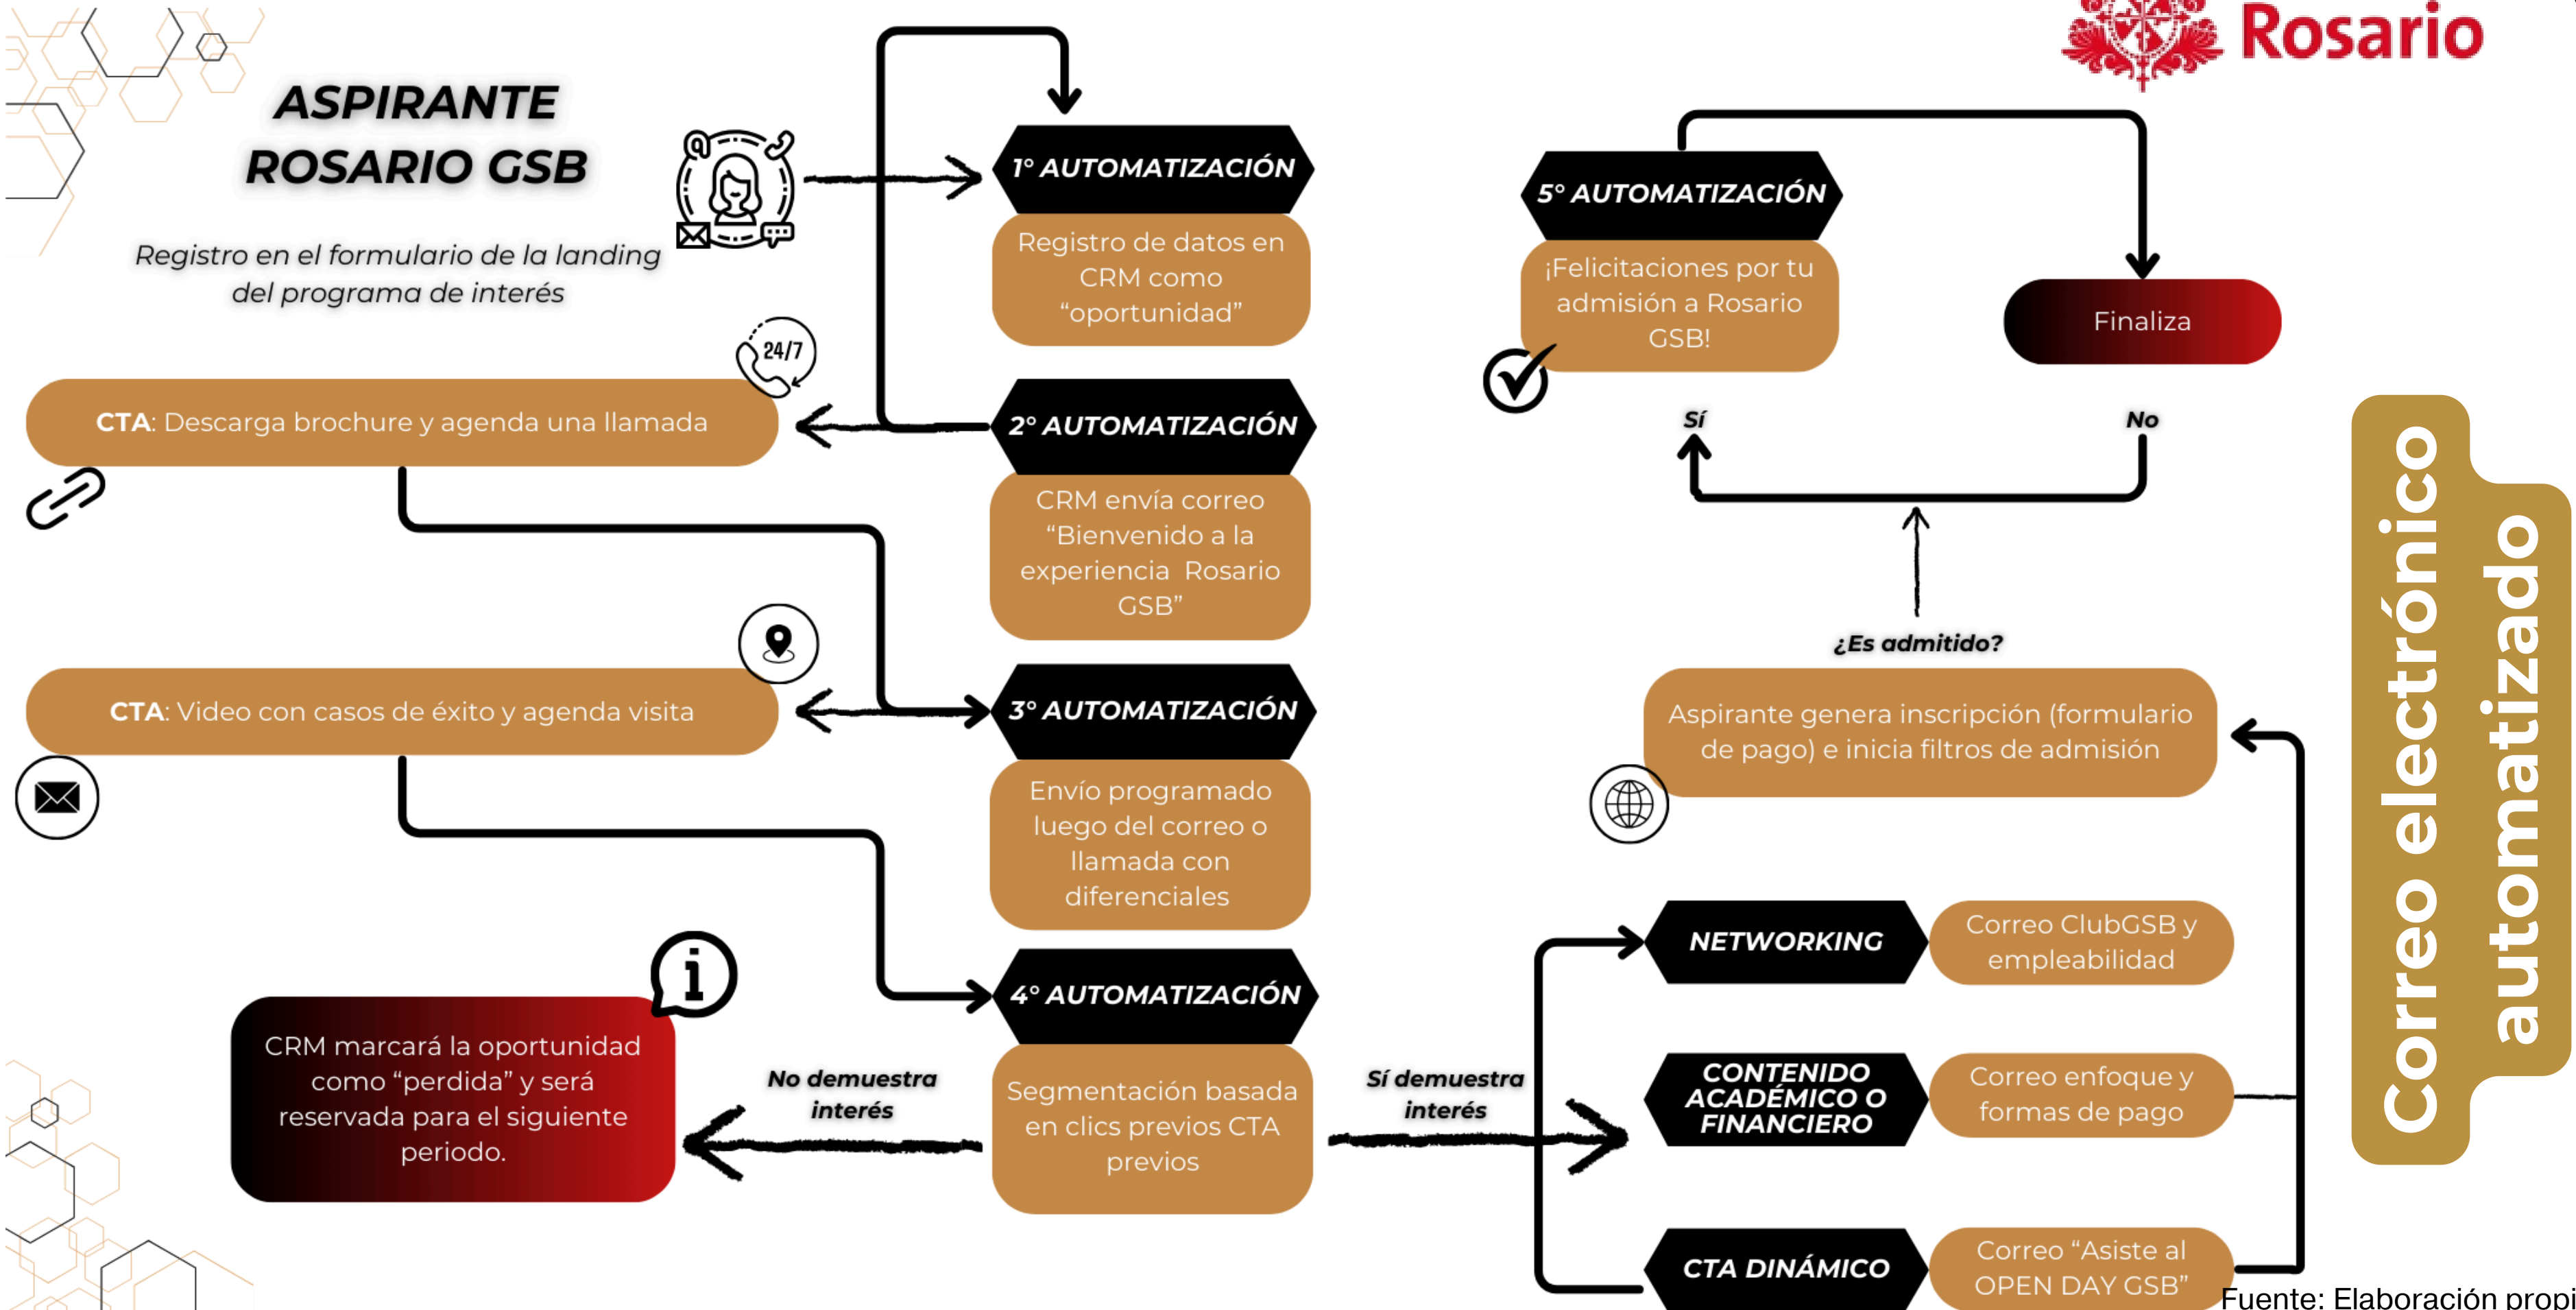 Rosario
ASPIRANTE
ROSARIO GSB
Registro en el formulario de la landing
del programa de interés
1° AUTOMATIZACIÓN
Registro de datos en
CRM como
“oportunidad”
24/7
CTA: Descarga brochure y agenda una llamada
2° AUTOMATIZACIÓN
CRM envía correo
“Bienvenido a la
experiencia Rosario
GSB”
CTA: Video con casos de éxito y agenda visita
3° AUTOMATIZACIÓN
Envío programado
luego del correo o
llamada con
diferenciales
4° AUTOMATIZACIÓN
Segmentación basada
en clics previos CTA
previos
No demuestra
interés
CRM marcará la oportunidad
como “perdida” y será
reservada para el siguiente
periodo.
Sí demuestra
interés
NETWORKING
Correo ClubGSB y
empleabilidad
CONTENIDO
ACADÉMICO O
FINANCIERO
Correo enfoque y
formas de pago
CTA DINÁMICO
Correo “Asiste al
OPEN DAY GSB”
Aspirante genera inscripción (formulario
de pago) e inicia filtros de admisión
¿Es admitido?
Sí
No
5° AUTOMATIZACIÓN
¡Felicitaciones por tu
admisión a Rosario
GSB!
Finaliza
Correo electrónico
automatizado
Fuente: Elaboración propi